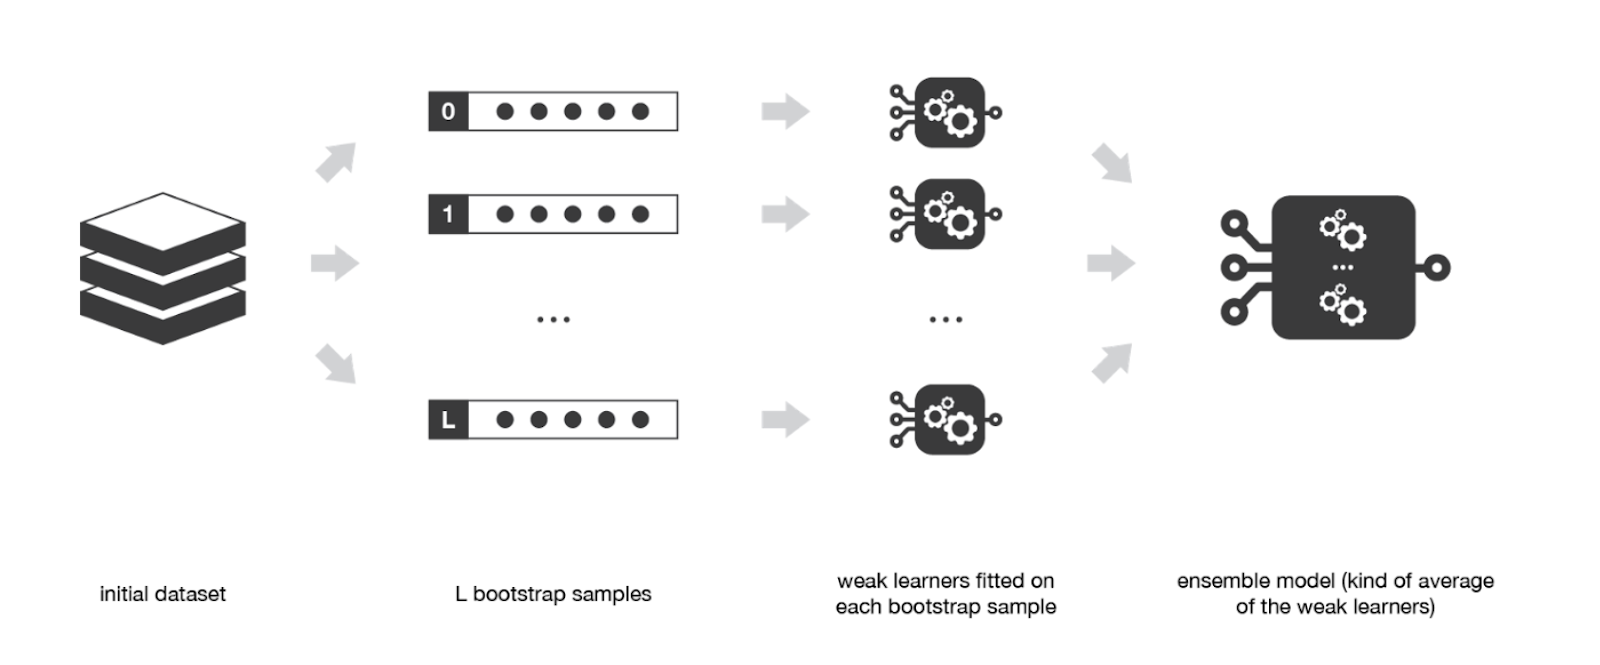 0
1
...
...
L
initial dataset
L bootstrap samples
weak learners fitted on
each bootstrap sample
...
ensemble model (kind of average
of the weak learners)